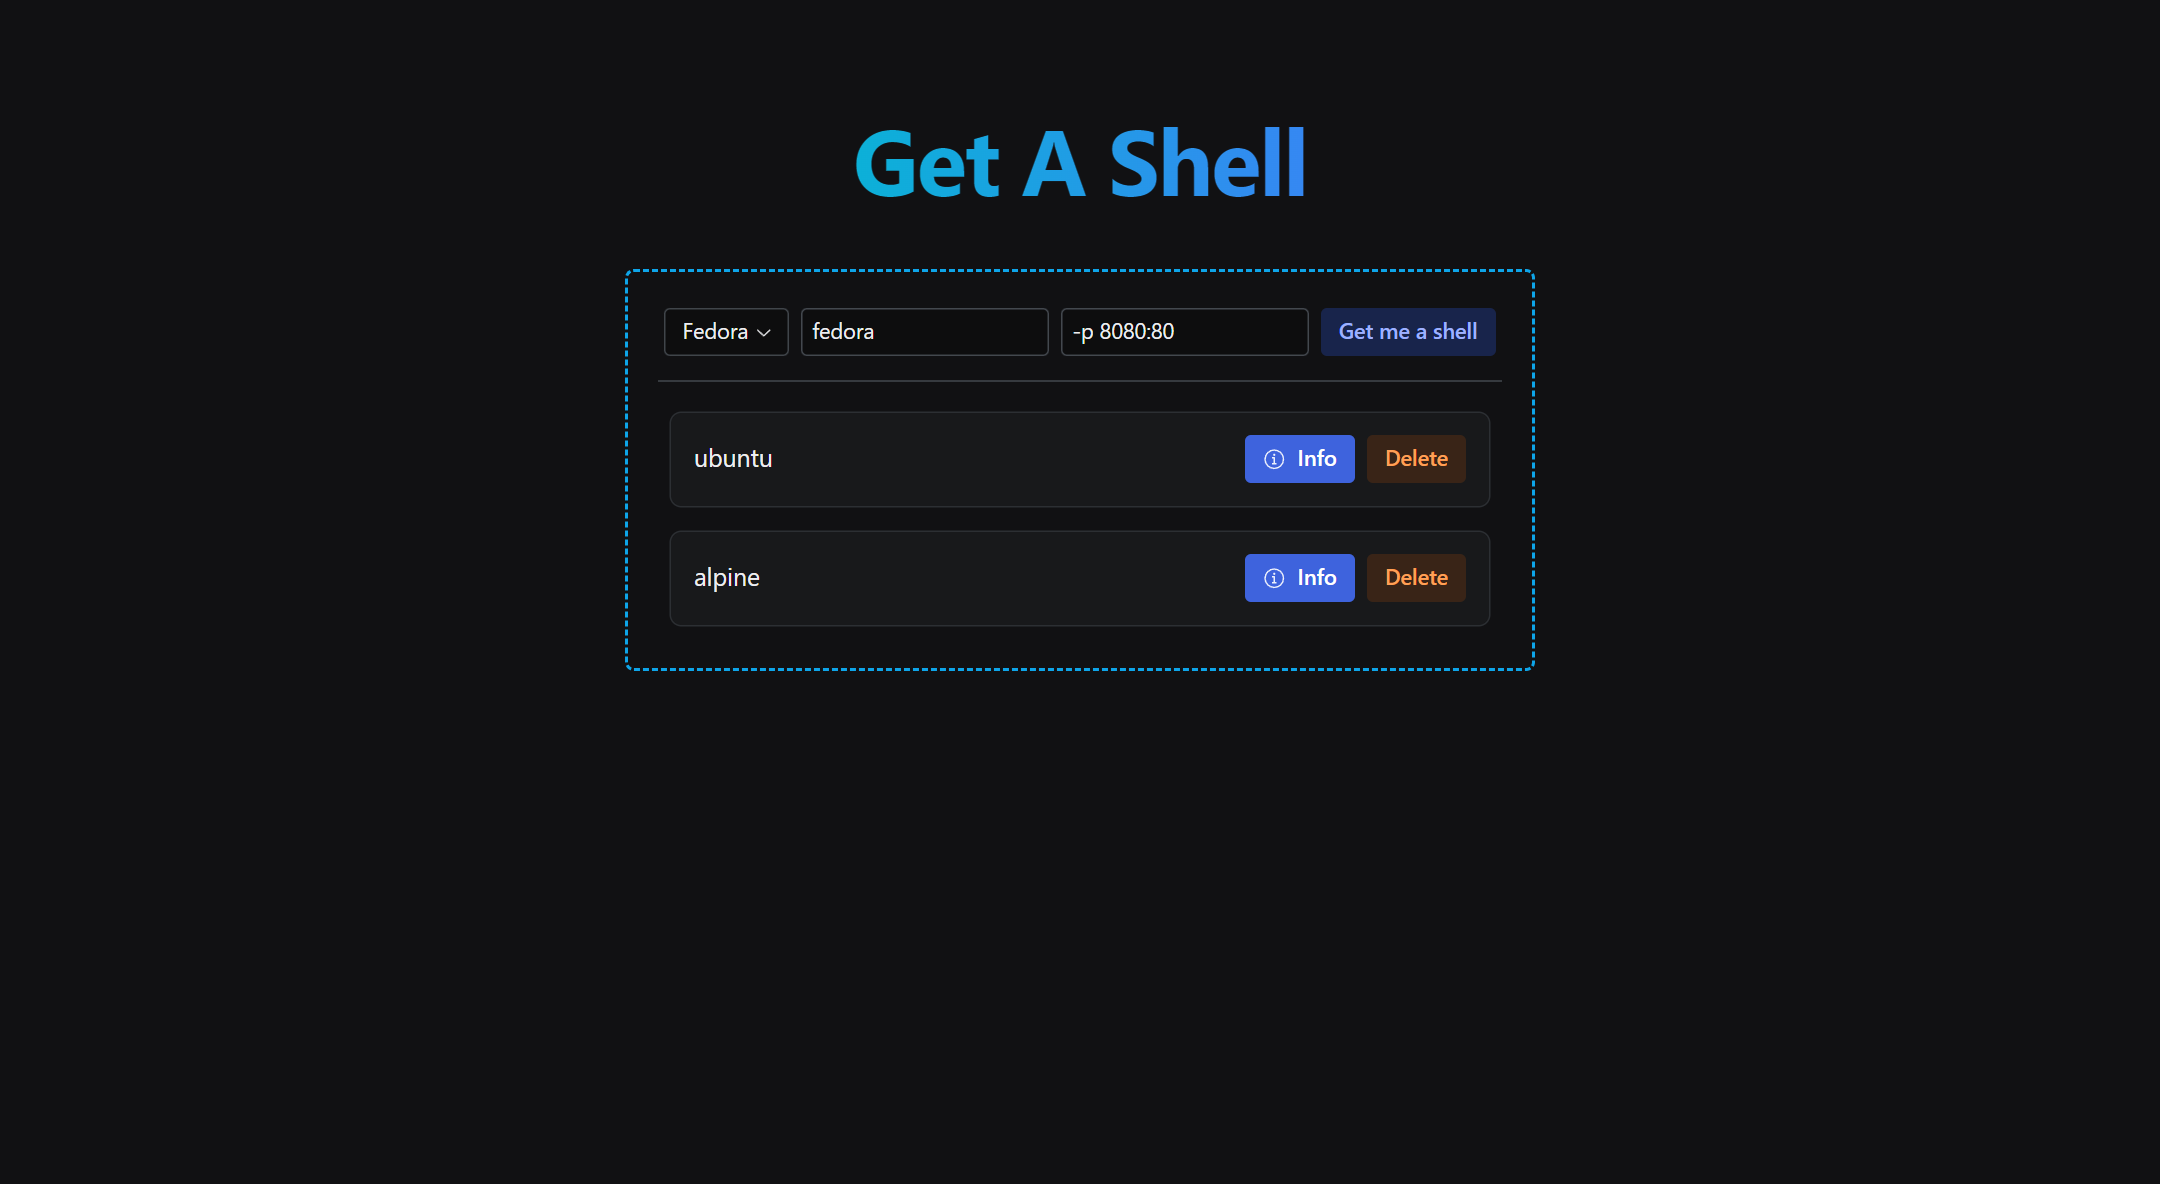 Get A Shell
Fedora fedora -p 8080:80 Get me a shell
ubuntu Info Delete
alpine Info Delete